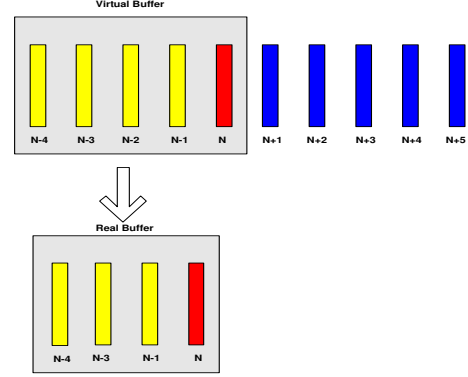 Virtual Buffer
N-4 N-3 N-2 N-1 N N+1 N+2 N+3 N+4 N+5
Real Buffer
N-4 N-3 N-1 N